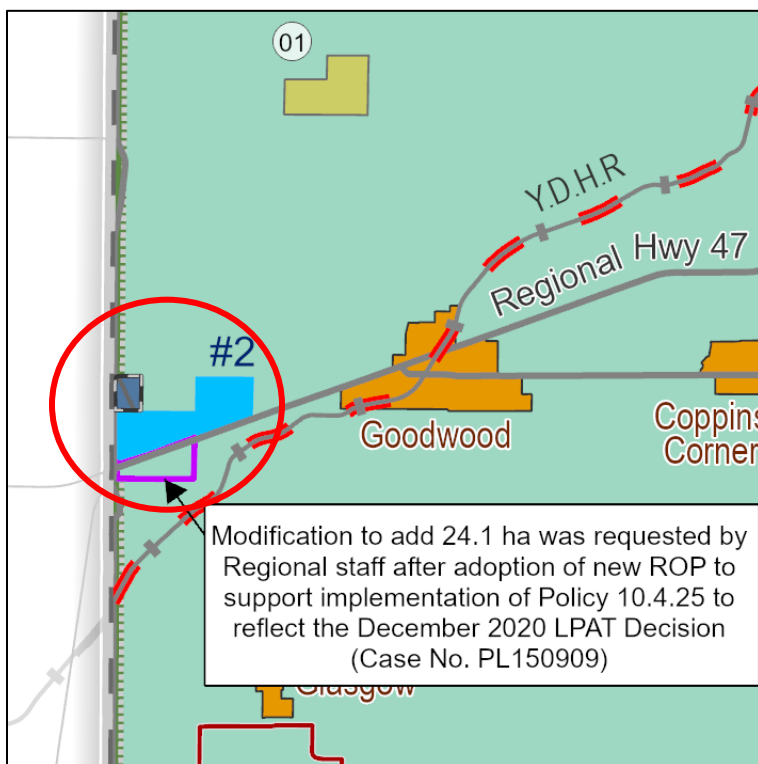 01
Y.D.H.R
Regional Hwy 47
#2
Goodwood
Coppins
Corner
Modification to add 24.1 ha was requested by
Regional staff after adoption of new ROP to
support implementation of Policy 10.4.25 to
reflect the December 2020 LPAT Decision
(Case No. PL150909)
Glasgow